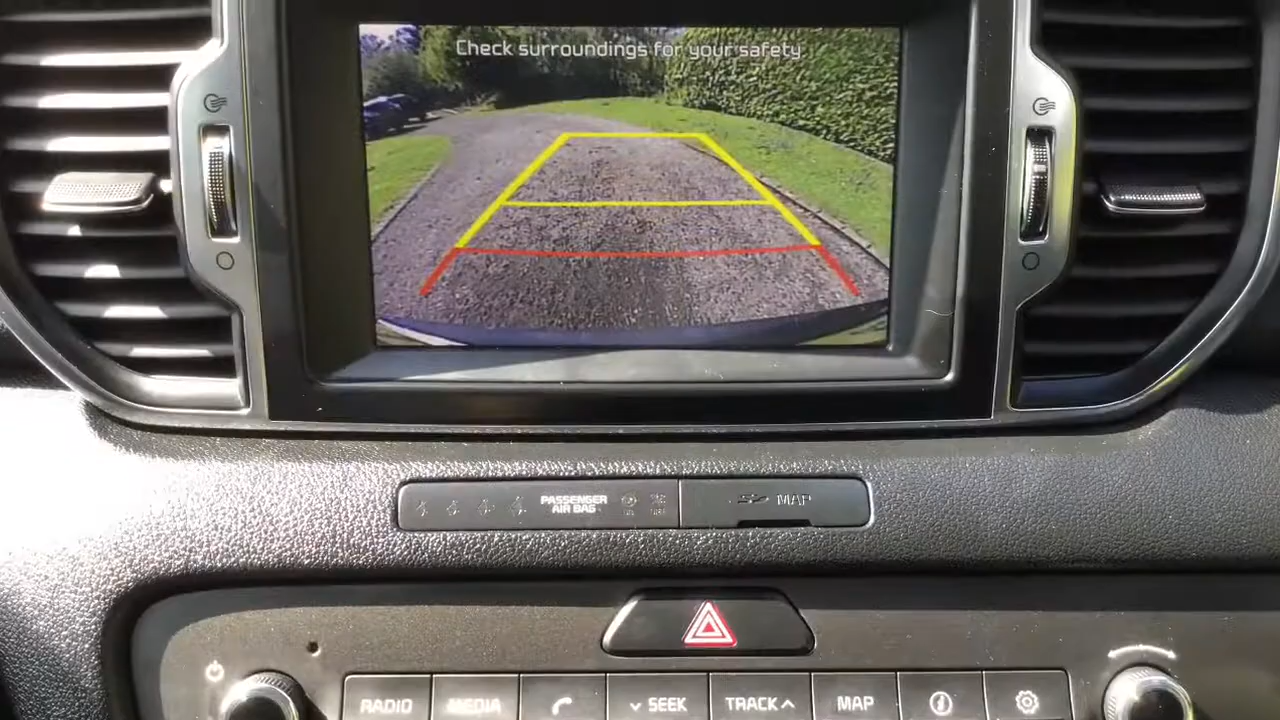 Check surroundings for your safety
PASSENGER
AIR BAG
MAP
RADIO
MEDIA
SEEK
TRACK
MAP